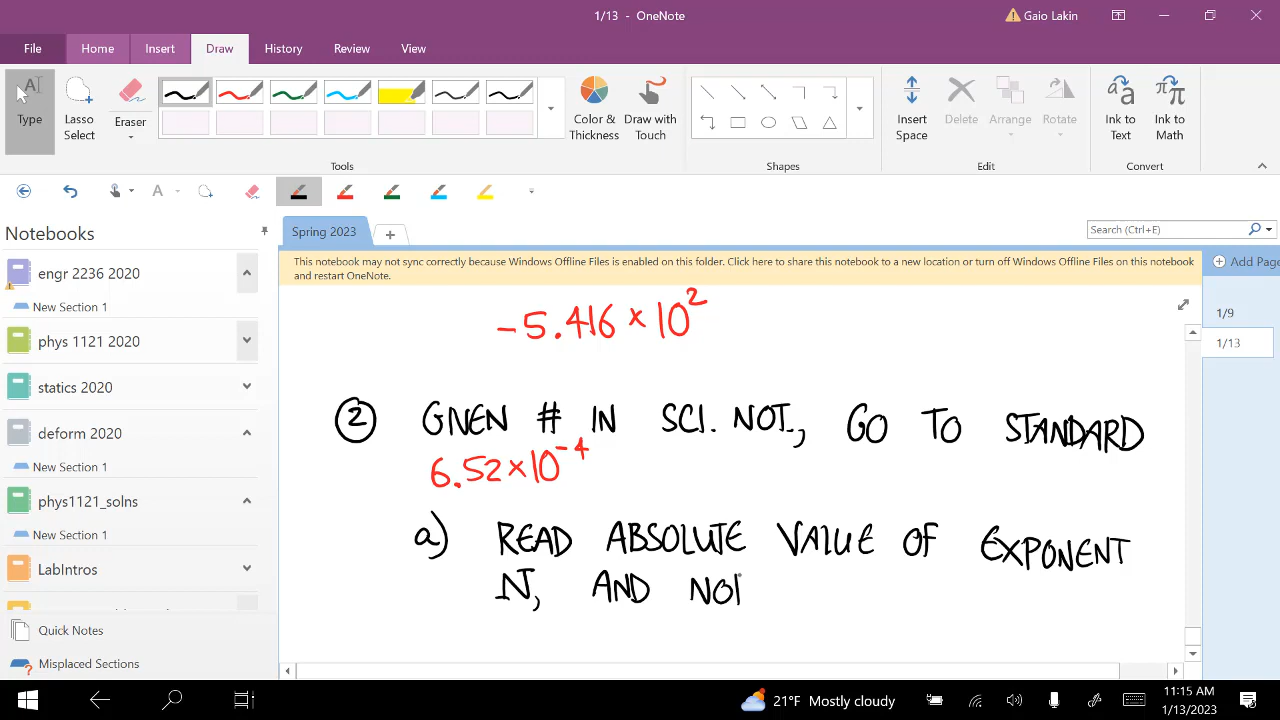 1/13 - OneNote
Gaio Lakin
File Home Insert Draw History Review View
Type
Lasso Select
Eraser
Color & Thickness
Draw with Touch
Insert Space
Delete
Arrange
Rotate
Ink to Text
Ink to Math
Tools Shapes Edit Convert
Notebooks
Spring 2023
Search (Ctrl+E)
This notebook may not sync correctly because Windows Offline Files is enabled on this folder. Click here to share this notebook to a new location or turn off Windows Offline Files on this notebook
and restart OneNote.
Add Page
1/9
1/13
engr 2236 2020
New Section 1
phys 1121 2020
statics 2020
deform 2020
New Section 1
phys1121_solns
New Section 1
LabIntros
Quick Notes
Misplaced Sections
-5.416 × 10²
② GIVEN # IN SCI. NOT., GO TO STANDARD
6.52 × 10⁻⁴
a) READ ABSOLUTE VALUE OF EXPONENT
N, AND
21°F Mostly cloudy
11:15 AM
1/13/2023